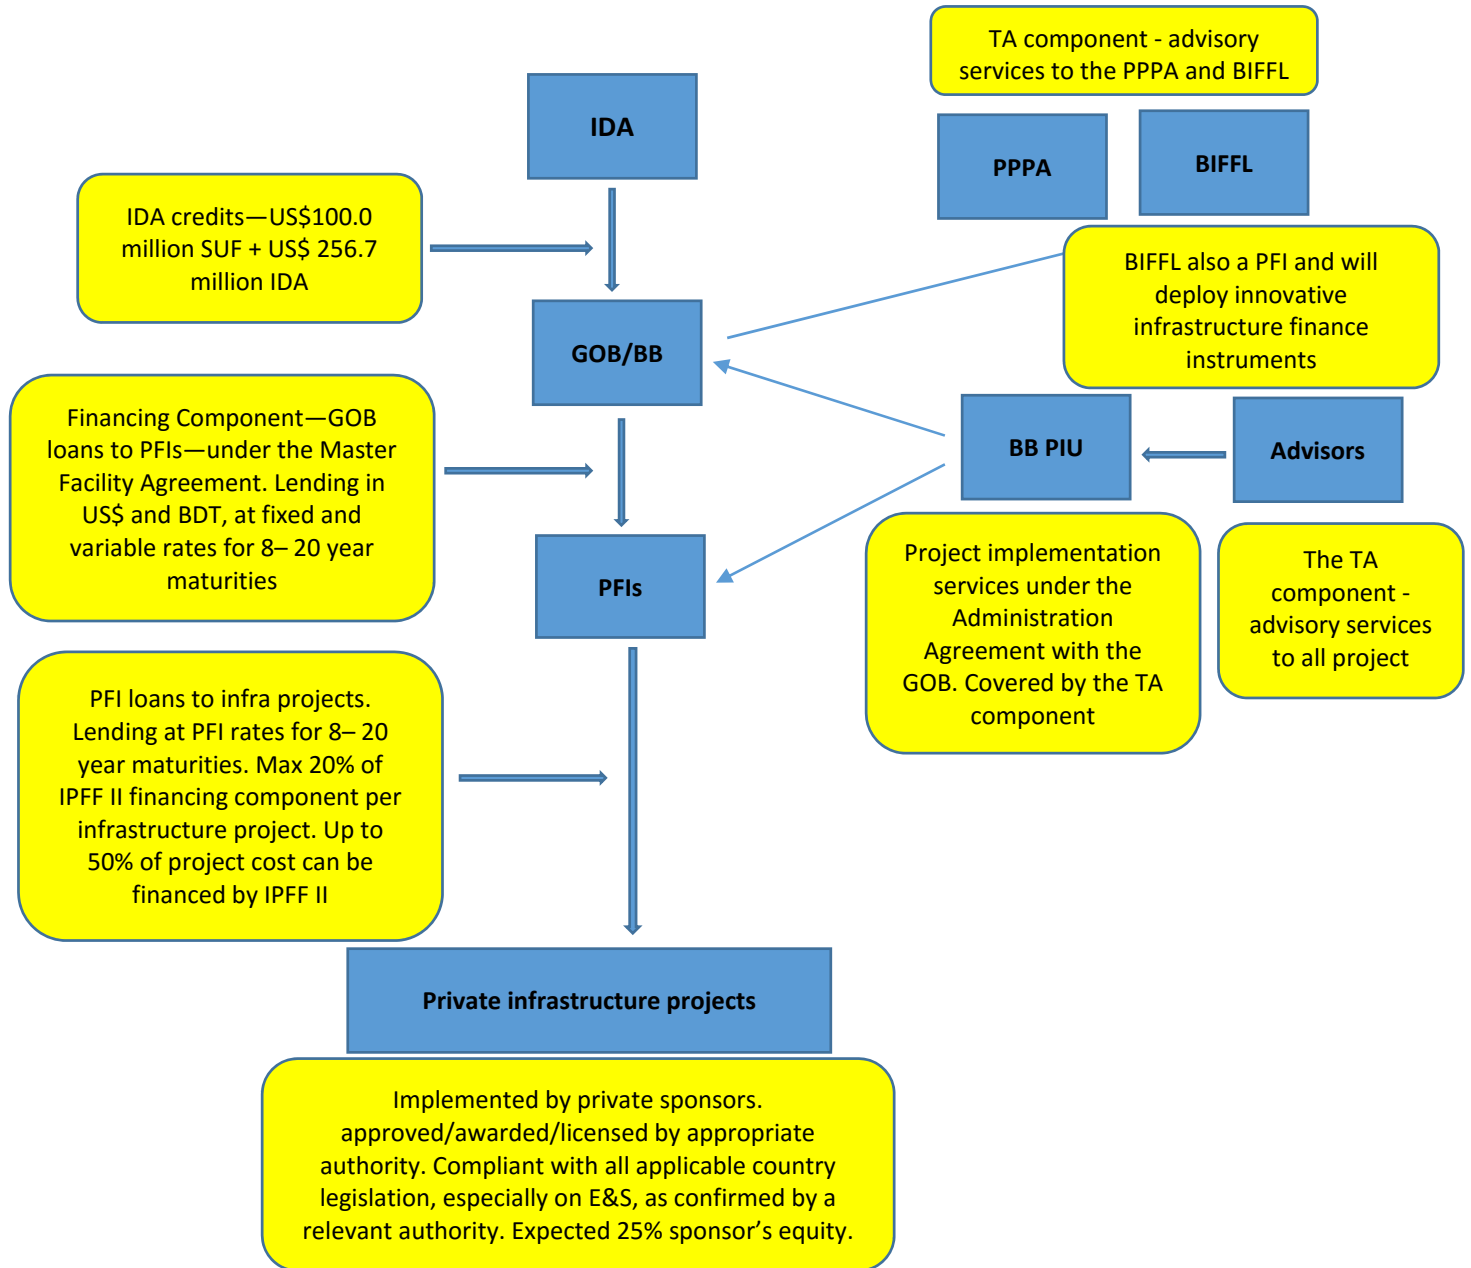 TA component - advisory
services to the PPPA and BIFFL
IDA
PPPA
BIFFL
IDA credits—US$100.0
million SUF + US$ 256.7
million IDA
BIFFL also a PFI and will
deploy innovative
infrastructure finance
instruments
GOB/BB
Financing Component—GOB
loans to PFIs—under the Master
Facility Agreement. Lending in
US$ and BDT, at fixed and
variable rates for 8– 20 year
maturities
BB PIU
Advisors
PFIs
Project implementation
services under the
Administration
Agreement with the
GOB. Covered by the TA
component
The TA
component -
advisory services
to all project
PFI loans to infra projects.
Lending at PFI rates for 8– 20
year maturities. Max 20% of
IPFF II financing component per
infrastructure project. Up to
50% of project cost can be
financed by IPFF II
Private infrastructure projects
Implemented by private sponsors.
approved/awarded/licensed by appropriate
authority. Compliant with all applicable country
legislation, especially on E&S, as confirmed by a
relevant authority. Expected 25% sponsor’s equity.